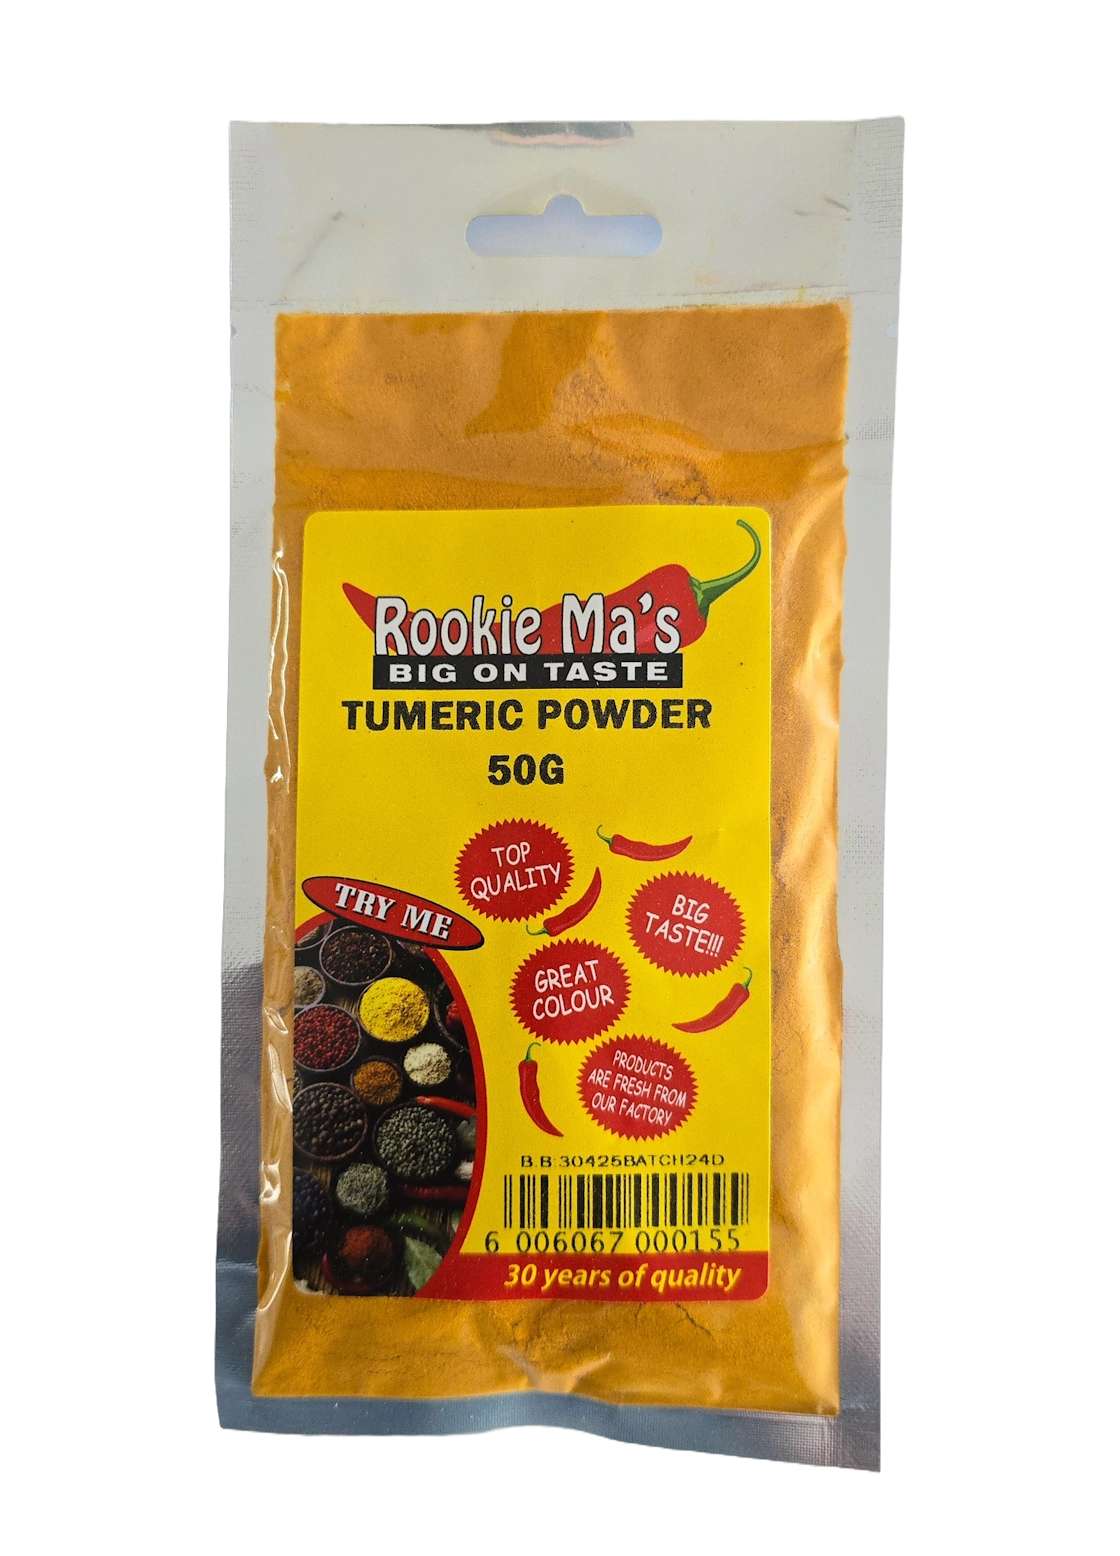 Rookie Ma's
BIG ON TASTE
TUMERIC POWDER
50G
TOP
QUALITY
TRY ME
BIG
TASTE!!!
GREAT
COLOUR
PRODUCTS
ARE FRESH FROM
OUR FACTORY
B.B:30425BATCH24D
6 006067 000155
30 years of quality